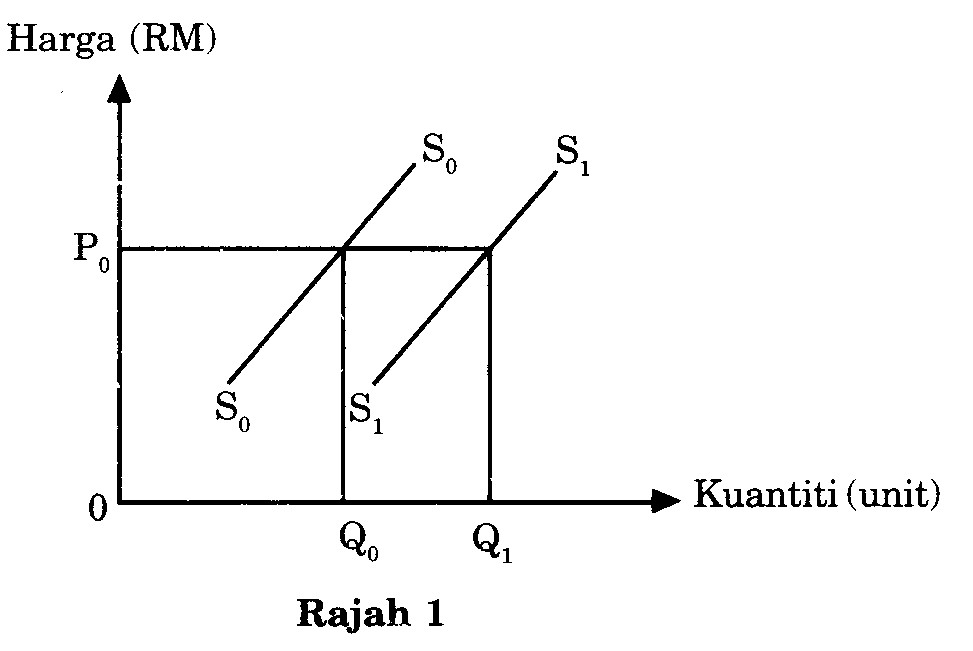 Harga (RM)
S₀
S₁
P₀
S₀
S₁
0
Kuantiti (unit)
Q₀
Q₁
Rajah 1